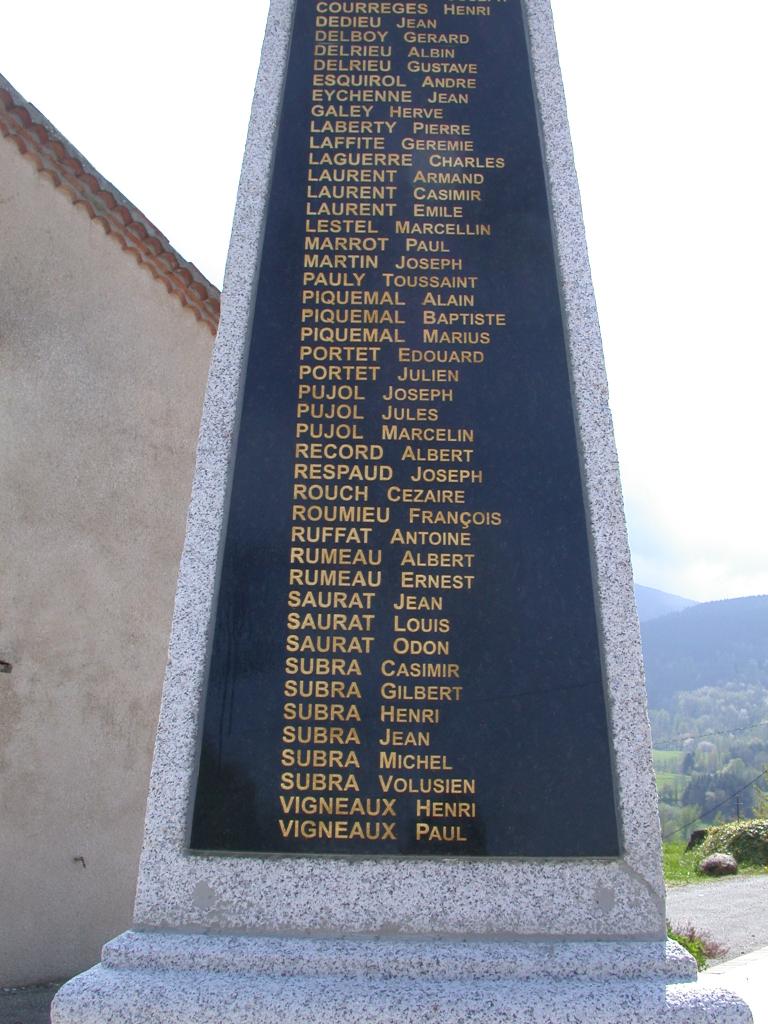 COURREGES HENRI
DEDIEU JEAN
DELBOY GERARD
DELRIEU ALBIN
DELRIEU GUSTAVE
ESQUIROL ANDRE
EYCHENNE JEAN
GALEY HERVE
LABERTY PIERRE
LAFFITE GEREMIE
LAGUERRE CHARLES
LAURENT ARMAND
LAURENT CASIMIR
LAURENT EMILE
LESTEL MARCELLIN
MARROT PAUL
MARTIN JOSEPH
PAULY TOUSSAINT
PIQUEMAL ALAIN
PIQUEMAL BAPTISTE
PIQUEMAL MARIUS
PORTET EDOUARD
PORTET JULIEN
PUJOL JOSEPH
PUJOL JULES
PUJOL MARCELIN
RECORD ALBERT
RESPAUD JOSEPH
ROUCH CEZAIRE
ROUMIEU FRANÇOIS
RUFFAT ANTOINE
RUMEAU ALBERT
RUMEAU ERNEST
SAURAT JEAN
SAURAT LOUIS
SAURAT ODON
SUBRA CASIMIR
SUBRA GILBERT
SUBRA HENRI
SUBRA JEAN
SUBRA MICHEL
SUBRA VOLUSIEN
VIGNEAUX HENRI
VIGNEAUX PAUL